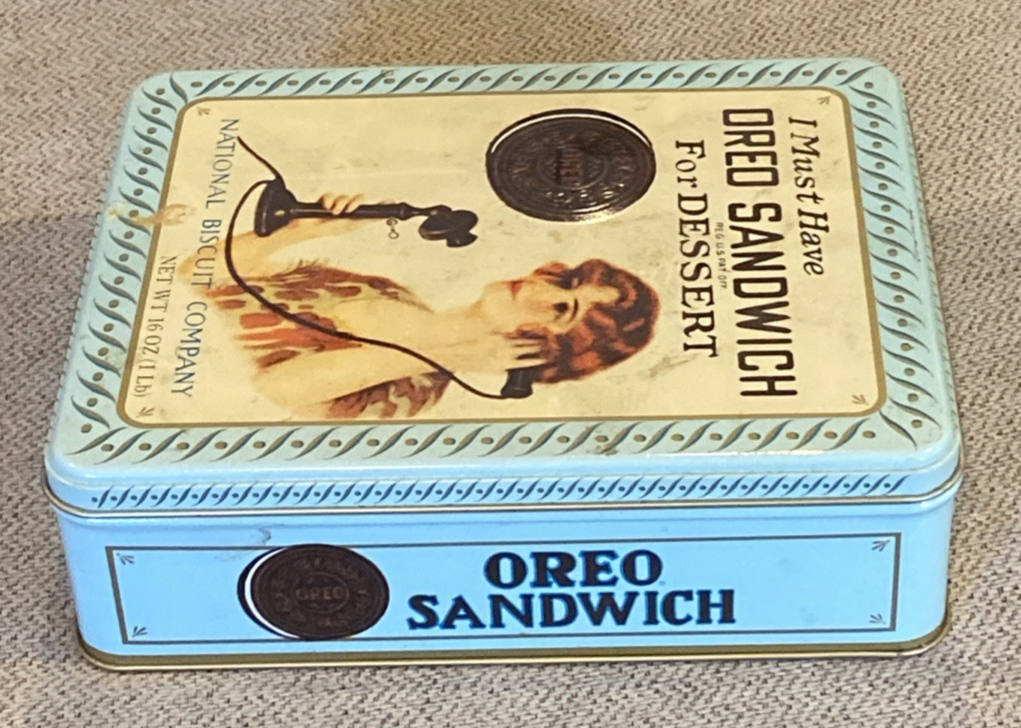 I Must Have
OREO SANDWICH
REG U S PAT OFF
For DESSERT
OREO
NATIONAL BISCUIT COMPANY
NET WT 16 OZ (1 Lb)
OREO
OREO
SANDWICH